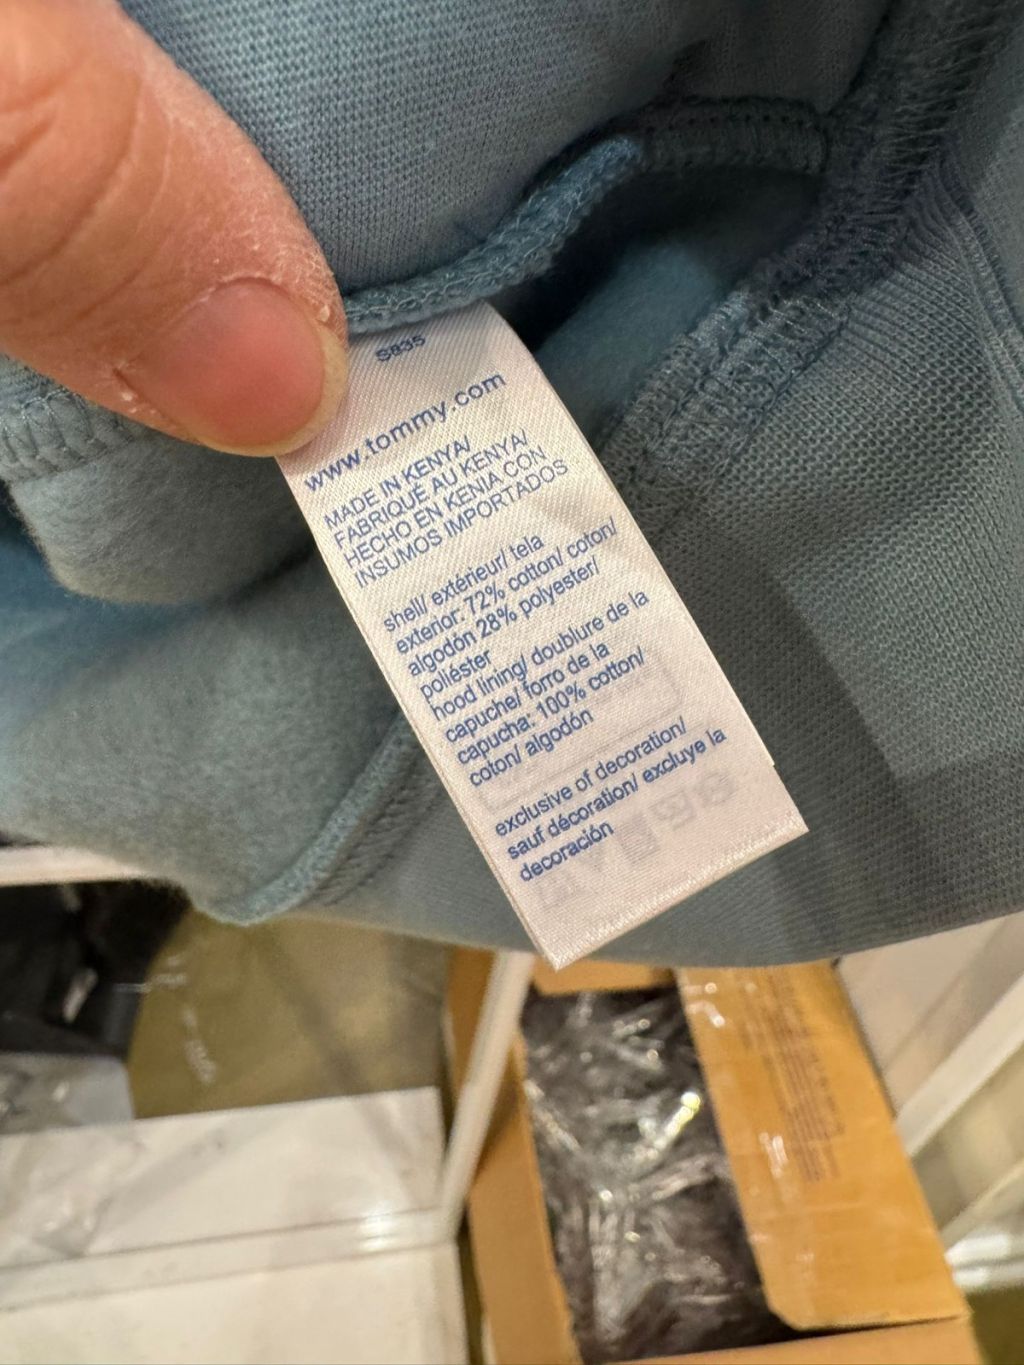 S835
www.tommy.com
MADE IN KENYA/
FABRIQUÉ AU KENYA/
HECHO EN KENIA CON
INSUMOS IMPORTADOS
shell/ extérieur/ tela
exterior: 72% cotton/ coton/
algodón 28% polyester/
poliéster
hood lining/ doublure de la
capuche/ forro de la
capucha: 100% cotton/
coton/ algodón
exclusive of decoration/
sauf décoration/ excluye la
decoración